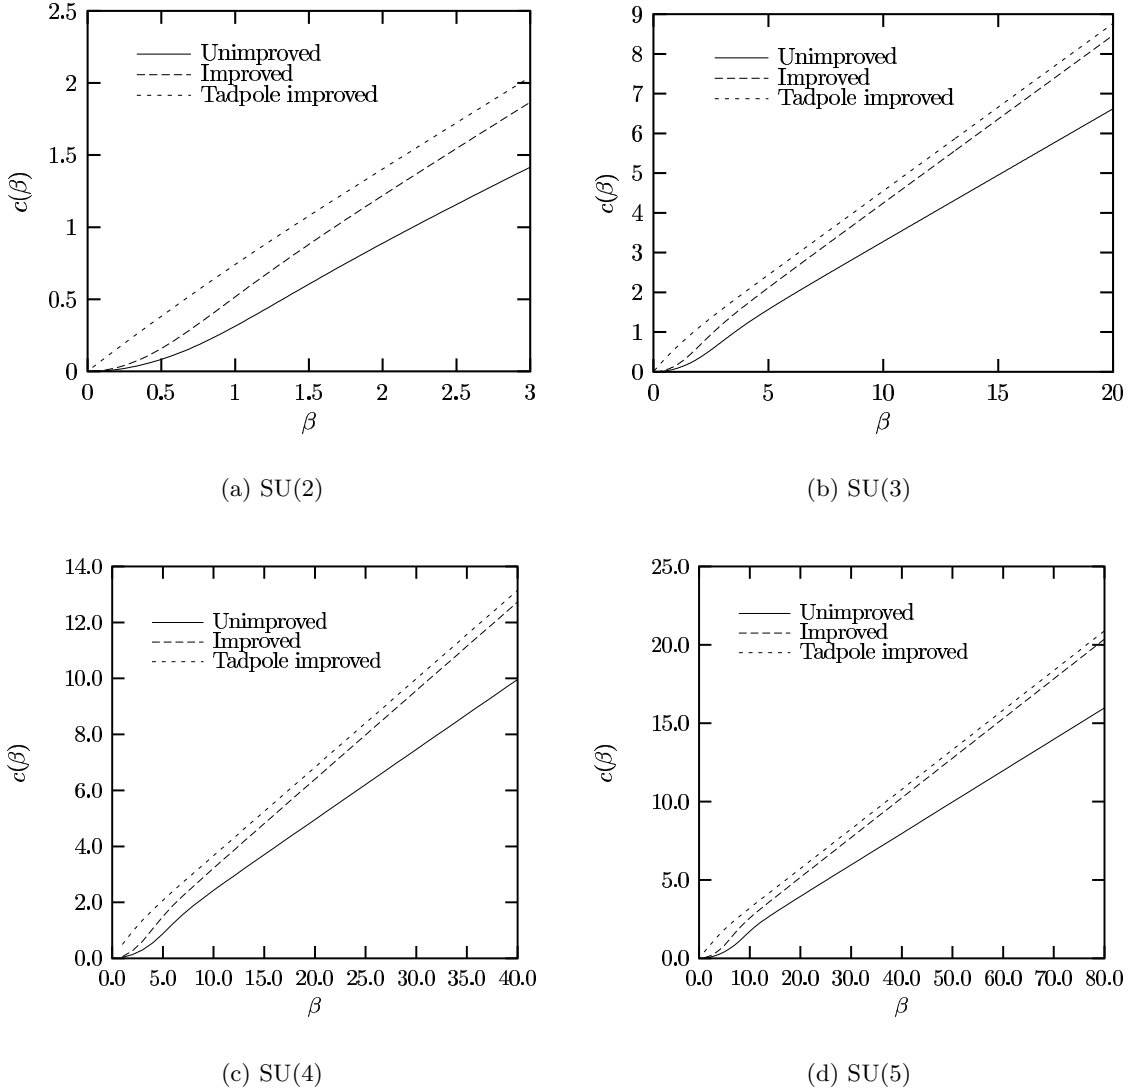 2.5
2
1.5
1
0.5
0
c(β)
Unimproved
Improved
Tadpole improved
0 0.5 1 1.5 2 2.5 3
β
(a) SU(2)
9
8
7
6
5
4
3
2
1
0
c(β)
Unimproved
Improved
Tadpole improved
0 5 10 15 20
β
(b) SU(3)
14.0
12.0
10.0
8.0
6.0
4.0
2.0
0.0
c(β)
Unimproved
Improved
Tadpole improved
0.0 5.0 10.0 15.0 20.0 25.0 30.0 35.0 40.0
β
(c) SU(4)
25.0
20.0
15.0
10.0
5.0
0.0
c(β)
Unimproved
Improved
Tadpole improved
0.0 10.0 20.0 30.0 40.0 50.0 60.0 70.0 80.0
β
(d) SU(5)